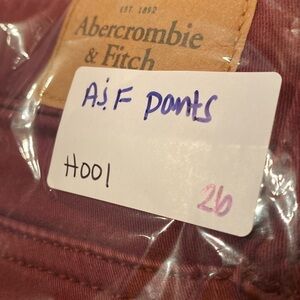 EST. 1892
Abercrombie
& Fitch
A&F pants
H001
26